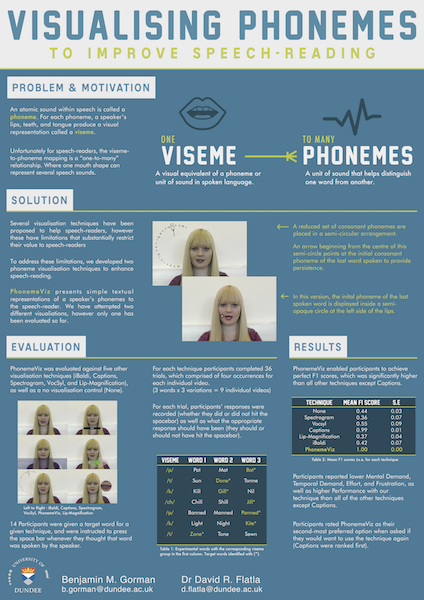 VISUALISING PHONEMES
TO IMPROVE SPEECH-READING
PROBLEM & MOTIVATION
An atomic sound within speech is called a
phoneme. For each phoneme, a speaker's
lips, teeth, and tongue produce a visual
representation called a viseme.
Unfortunately for speech-readers, the viseme-
to-phoneme mapping is a "one-to-many"
relationship. Where one mouth shape can
represent several speech sounds.
ONE
VISEME
A visual equivalent of a phoneme or
unit of sound in spoken language.
TO MANY
PHONEMES
A unit of sound that helps distinguish
one word from another.
SOLUTION
Several visualisation techniques have been
proposed to help speech-readers, however
these have limitations that substantially restrict
their value to speech-readers
To address these limitations, we developed two
phoneme visualisation techniques to enhance
speech-reading.
PhonemeViz presents simple textual
representations of a speaker's phonemes to
the speech-reader. We have attempted two
different visualisations, however only one has
been evaluated so far.
A reduced set of consonant phonemes are
placed in a semi-circular arrangement.
An arrow beginning from the centre of this
semi-circle points at the initial consonant
phoneme of the last word spoken to provide
persistence.
In this version, the inital phoneme of the last
spoken word is displayed inside a semi-
opaque circle at the left side of the lips.
EVALUATION
PhonemeViz was evaluated against five other
visualisation techniques (iBaldi, Captions,
Spectrogram, VocSyl, and Lip-Magnification),
as well as a no visualisation control (None).
Left to Right - iBaldi, Captions, Spectrogram,
VocSyl, PhonemeViz, Lip-Magnification
14 Participants were given a target word for a
given technique, and were instructed to press
the space bar whenever they thought that word
was spoken by the speaker.
For each technique participants completed 36
trials, which comprised of four occurrences for
each individual video.
(3 words x 3 variations = 9 individual videos)
For each trial, participants' responses were
recorded (whether they did or did not hit the
spacebar) as well as what the appropriate
response should have been (they should or
should not have hit the spacebar).
VISEME WORD 1 WORD 2 WORD 3
/p/ Pat Mat Bat*
/t/ Sun Done* Tonne
/k/ Kill Gill* Nil
/ch/ Chill Shill Jill*
/p/ Banned Manned Panned*
/k/ Light Night Kite*
/t/ Zone* Tone Sewn
Table 1: Experimental words with the corresponding viseme
group in the first column. Target words identified with (*).
RESULTS
PhonemeViz enabled participants to achieve
perfect F1 scores, which was significantly higher
than all other techniques except Captions.
TECHNIQUE MEAN F1 SCORE S.E
None 0.44 0.03
Spectrogram 0.36 0.07
Vocsyl 0.55 0.09
Captions 0.99 0.01
Lip-Magnification 0.37 0.04
iBaldi 0.42 0.07
PhonemeViz 1.00 0.00
Table 2: Mean F1 scores (s.e. for each technique
Participants reported lower Mental Demand,
Temporal Demand, Effort, and Frustration, as
well as higher Performance with our
technique than all of the other techniques
except Captions.
Participants rated PhonemeViz as their
second-most preferred option when asked
if they would want to use the technique again
(Captions were ranked first).
UNIVERSITY OF
DUNDEE
Benjamin M. Gorman
b.gorman@dundee.ac.uk
Dr David R. Flatla
d.flatla@dundee.ac.uk